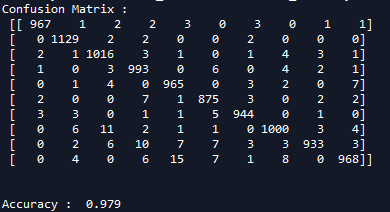 Confusion Matrix :
[[ 967 1 2 2 3 0 3 0 1 1]
[ 0 1129 2 2 0 0 2 0 0 0]
[ 2 1 1016 3 1 0 1 4 3 1]
[ 1 0 3 993 0 6 0 4 2 1]
[ 0 1 4 0 965 0 3 2 0 7]
[ 2 0 0 7 1 875 3 0 2 2]
[ 3 3 0 1 1 5 944 0 1 0]
[ 0 6 11 2 1 1 0 1000 3 4]
[ 0 2 6 10 7 7 3 3 933 3]
[ 0 4 0 6 15 7 1 8 0 968]]
Accuracy : 0.979